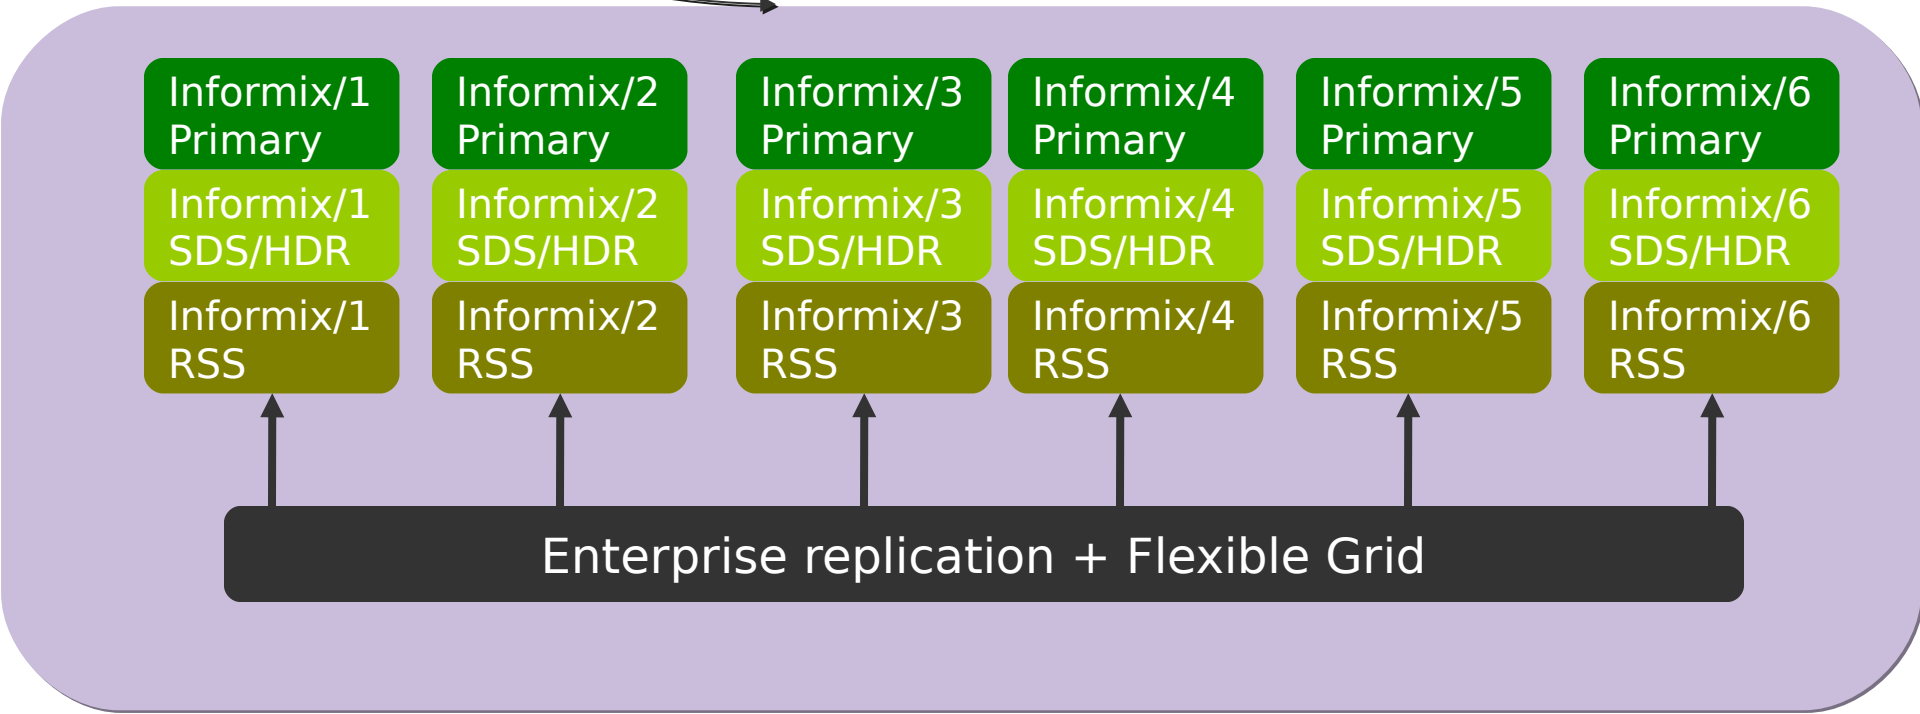 Informix/1
Primary
Informix/2
Primary
Informix/3
Primary
Informix/4
Primary
Informix/5
Primary
Informix/6
Primary
Informix/1
SDS/HDR
Informix/2
SDS/HDR
Informix/3
SDS/HDR
Informix/4
SDS/HDR
Informix/5
SDS/HDR
Informix/6
SDS/HDR
Informix/1
RSS
Informix/2
RSS
Informix/3
RSS
Informix/4
RSS
Informix/5
RSS
Informix/6
RSS
Enterprise replication + Flexible Grid